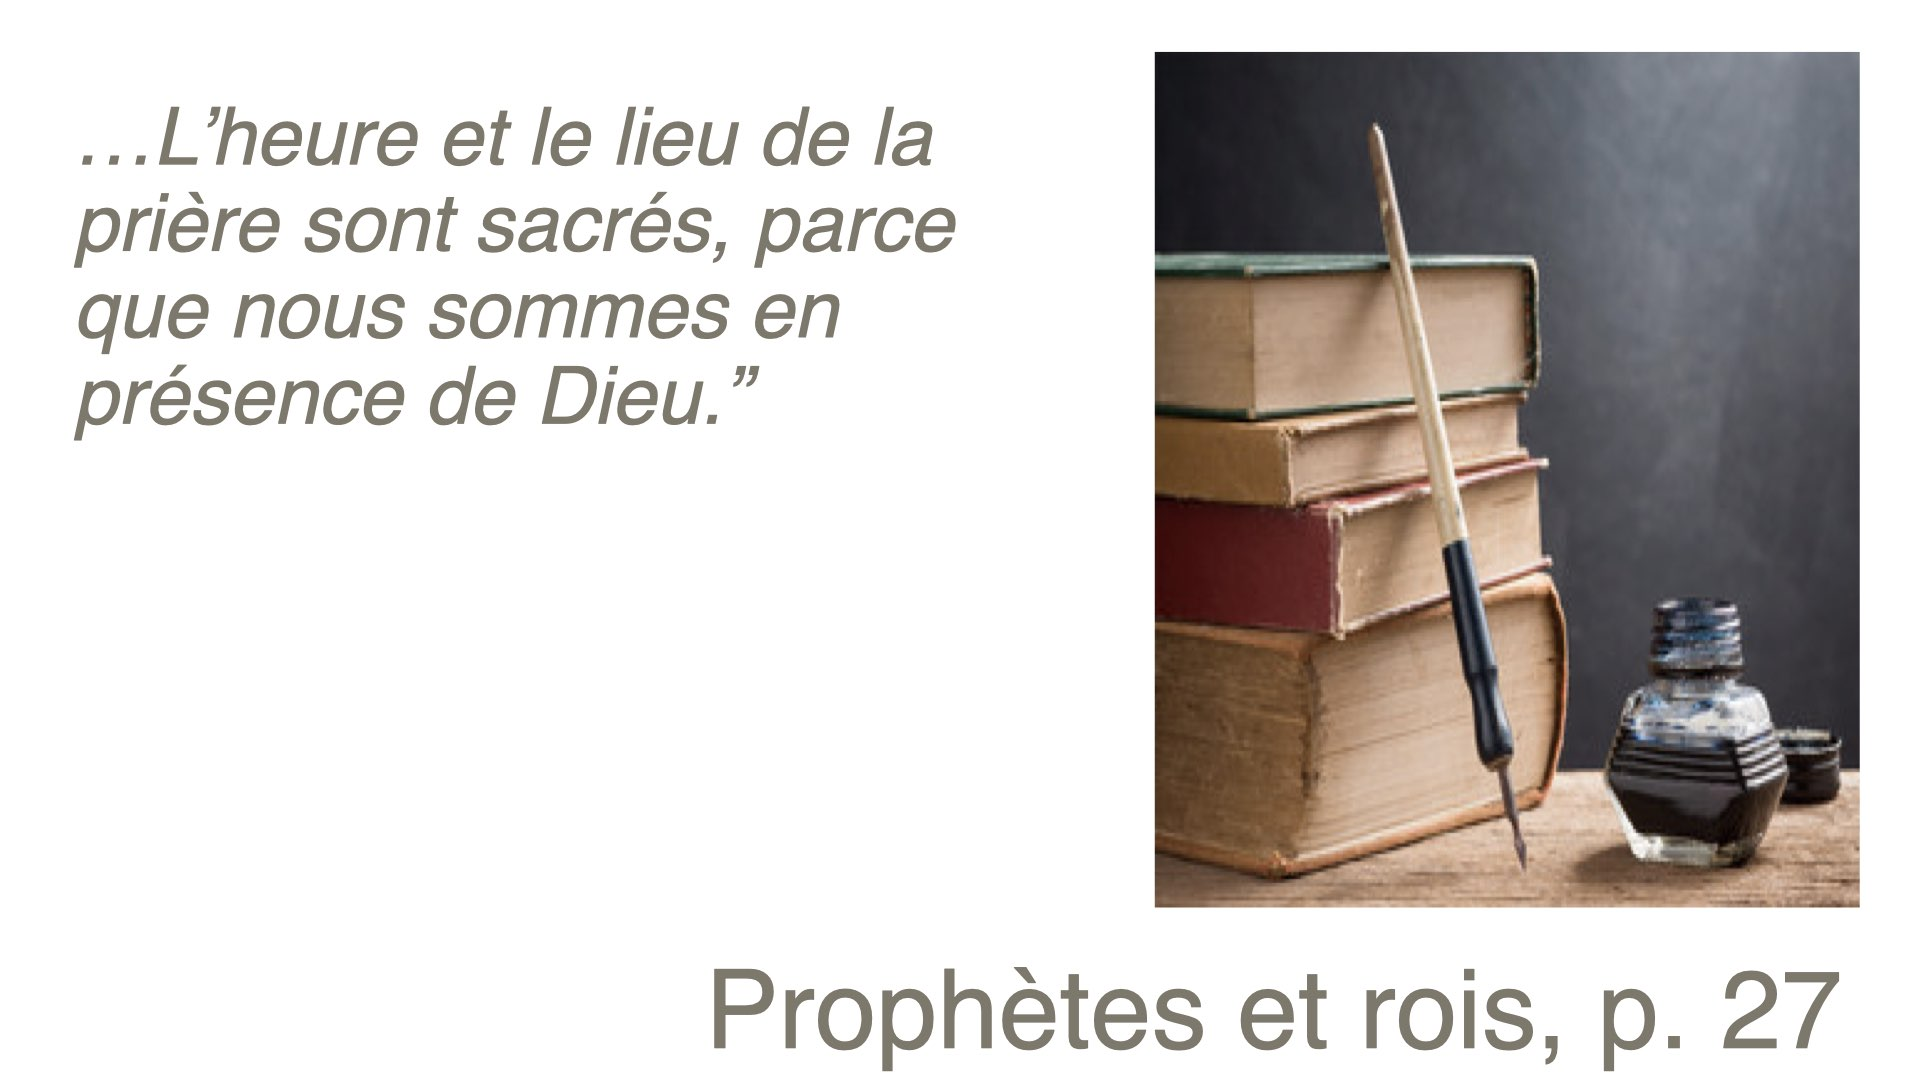 …L’heure et le lieu de la
prière sont sacrés, parce
que nous sommes en
présence de Dieu.”
Prophètes et rois, p. 27